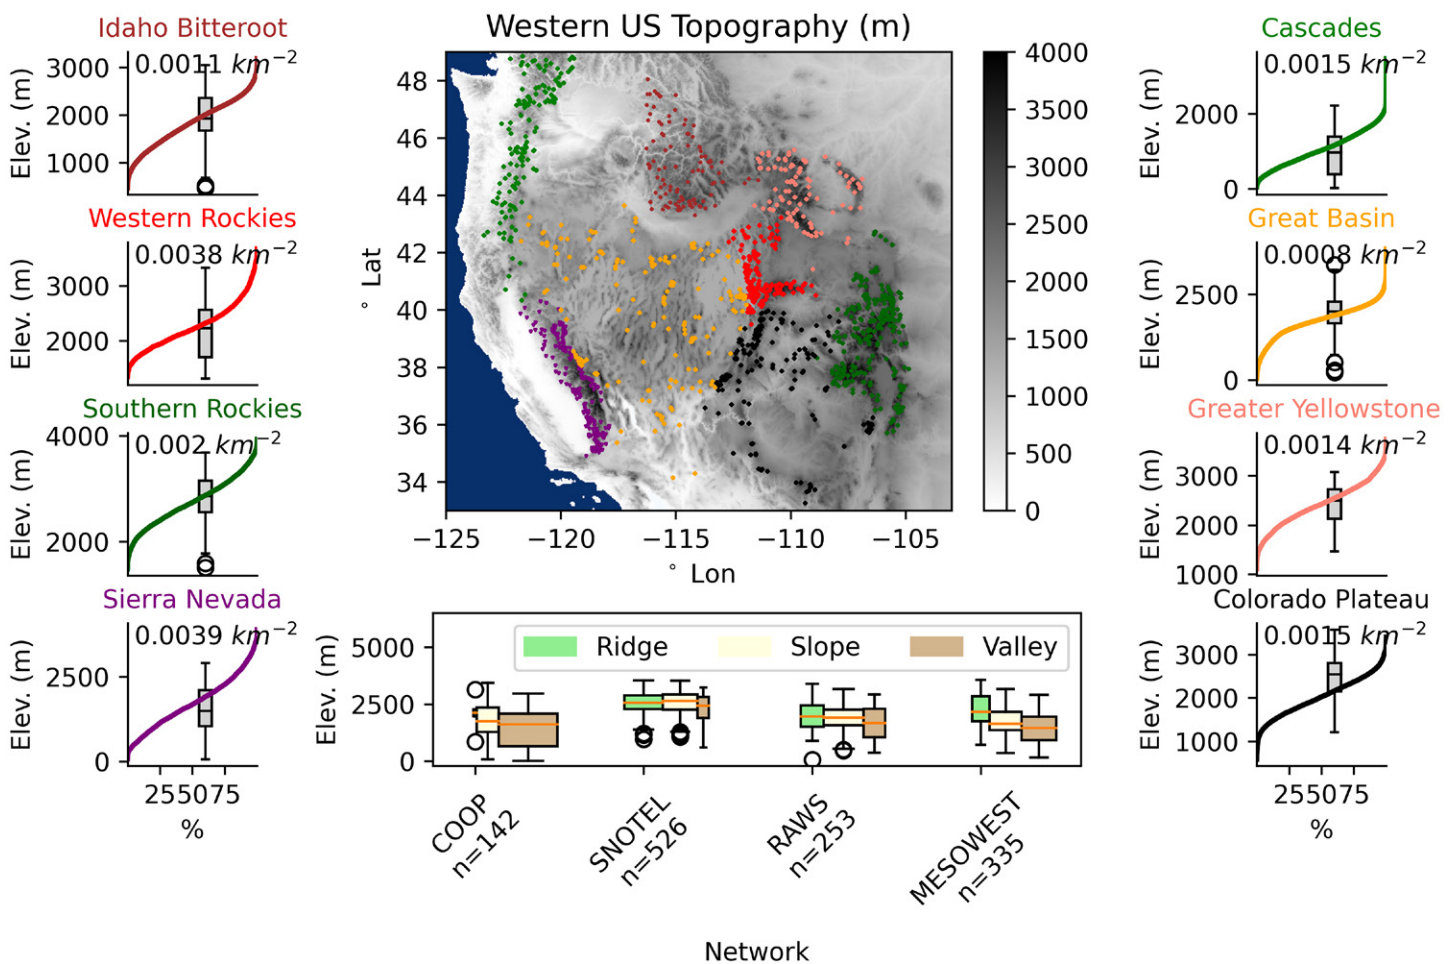 Idaho Bitteroot
0.0011 km−2
Elev. (m)
3000
2000
1000
Western Rockies
0.0038 km−2
Elev. (m)
3000
2000
Southern Rockies
0.002 km−2
Elev. (m)
4000
2000
Sierra Nevada
0.0039 km−2
Elev. (m)
2500
0
255075
%
Western US Topography (m)
° Lat
48
46
44
42
40
38
36
34
−125 −120 −115 −110 −105
° Lon
4000
3500
3000
2500
2000
1500
1000
500
0
Elev. (m)
5000
2500
0
Ridge Slope Valley
COOP
n=142
SNOTEL
n=526
RAWS
n=253
MESOWEST
n=335
Network
Cascades
0.0015 km−2
Elev. (m)
2000
0
Great Basin
0.0008 km−2
Elev. (m)
2500
0
Greater Yellowstone
0.0014 km−2
Elev. (m)
3000
2000
1000
Colorado Plateau
0.0015 km−2
Elev. (m)
3000
2000
1000
255075
%